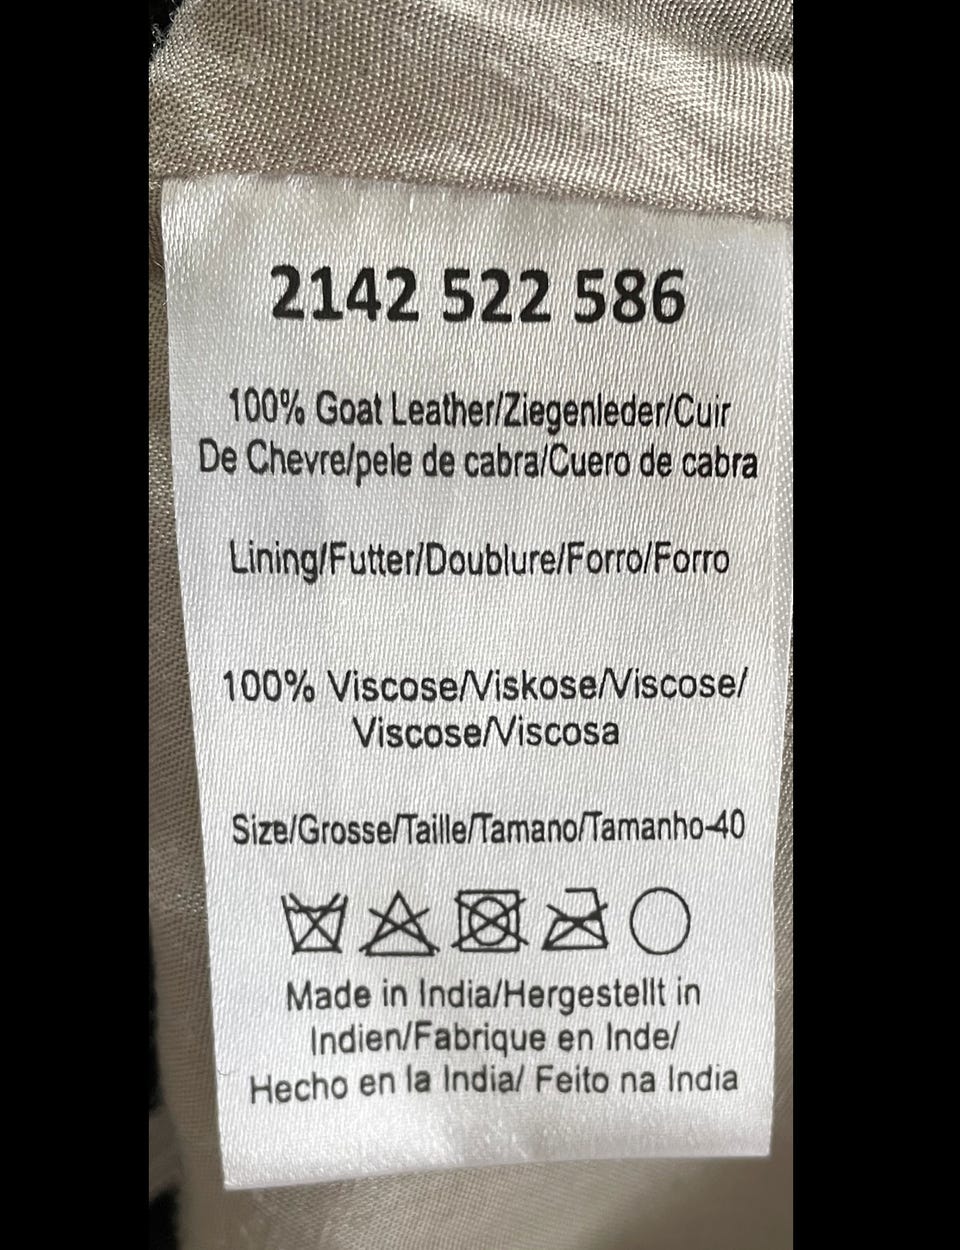 2142 522 586
100% Goat Leather/Ziegenleder/Cuir
De Chevre/pele de cabra/Cuero de cabra
Lining/Futter/Doublure/Forro/Forro
100% Viscose/Viskose/Viscose/
Viscose/Viscosa
Size/Grosse/Taille/Tamano/Tamanho-40
Made in India/Hergestellt in
Indien/Fabrique en Inde/
Hecho en la India/ Feito na India